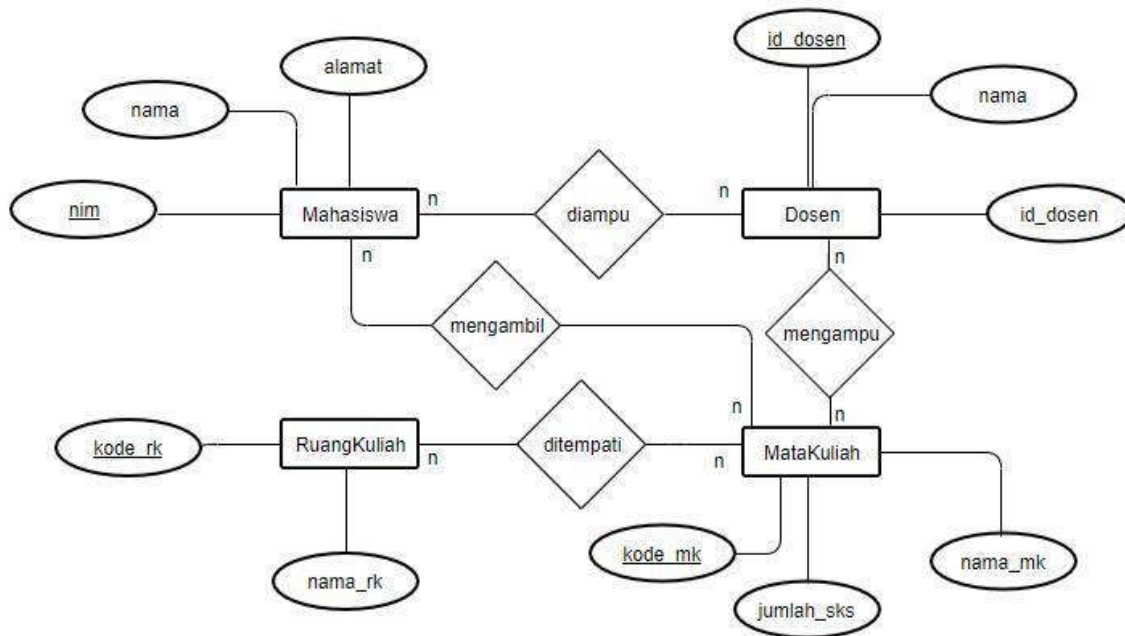 id_dosen
alamat
nama
nama
nim
Mahasiswa
n
diampu
n
Dosen
id_dosen
n
n
mengambil
mengampu
n
n
kode_rk
RuangKuliah
n
ditempati
n
MataKuliah
kode_mk
nama_mk
nama_rk
jumlah_sks